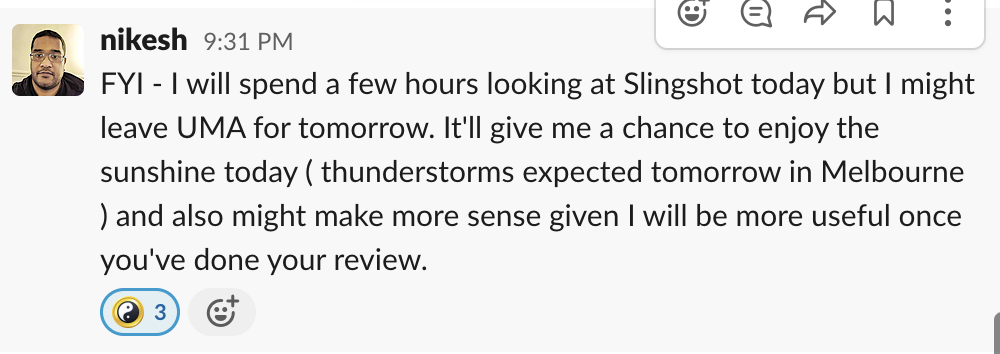 nikesh 9:31 PM
FYI - I will spend a few hours looking at Slingshot today but I might
leave UMA for tomorrow. It'll give me a chance to enjoy the
sunshine today ( thunderstorms expected tomorrow in Melbourne
) and also might make more sense given I will be more useful once
you've done your review.
3